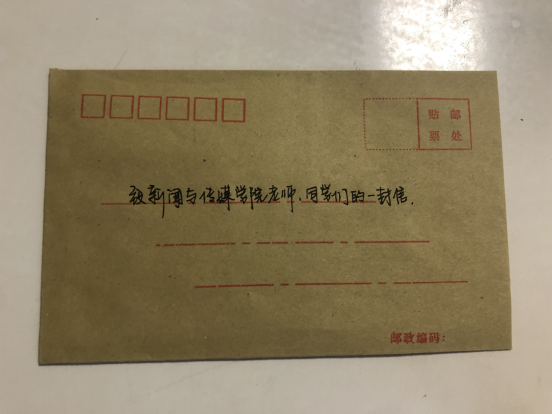 贴邮
票处
致新闻与传媒学院老师、同学们的一封信.
邮政编码: